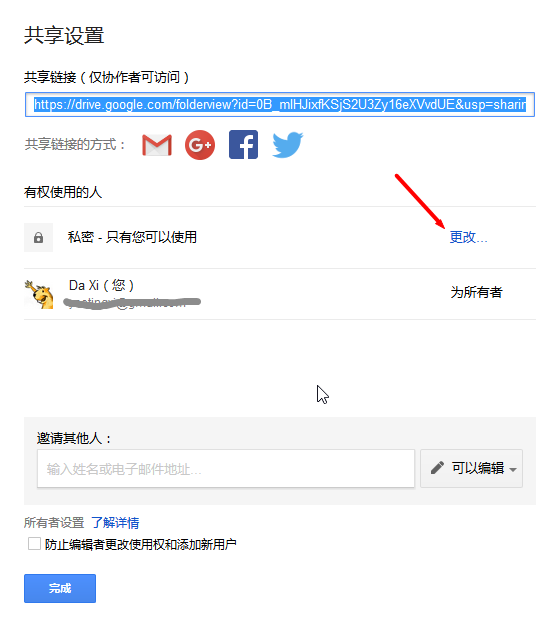 共享设置
共享链接（仅协作者可访问）
https://drive.google.com/folderview?id=0B_mlHJixfKSjS2U3Zy16eXVvdUE&usp=sharin
共享链接的方式：
有权使用的人
私密 - 只有您可以使用 更改...
Da Xi（您） 为所有者
@gmail.com
邀请其他人：
输入姓名或电子邮件地址... 可以编辑
所有者设置 了解详情
防止编辑者更改使用权和添加新用户
完成